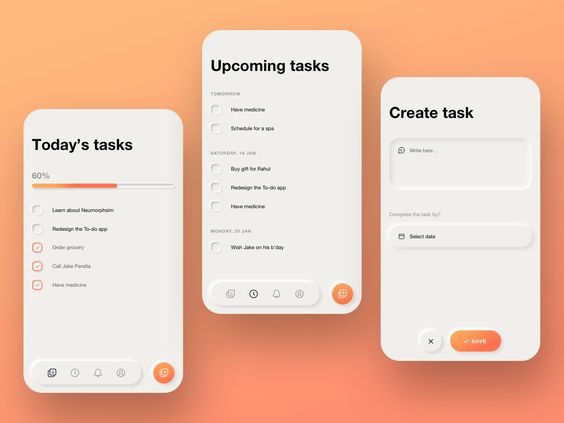 Today's tasks
60%
Learn about Neumorphsim
Redesign the To-do app
Order grocery
Call Jake Peralta
Have medicine
Upcoming tasks
TOMORROW
Have medicine
Schedule for a spa
SATURDAY, 18 JAN
Buy gift for Rahul
Redesign the To-do app
Have medicine
MONDAY, 20 JAN
Wish Jake on his b'day
Create task
Write here . . .
Complete the task by?
Select date
SAVE